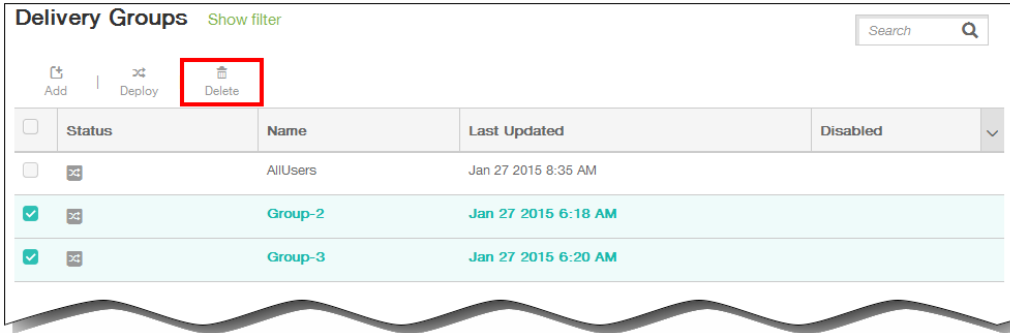 Delivery Groups Show filter
Search
Add | Deploy Delete
Status Name Last Updated Disabled
AllUsers Jan 27 2015 8:35 AM
Group-2 Jan 27 2015 6:18 AM
Group-3 Jan 27 2015 6:20 AM